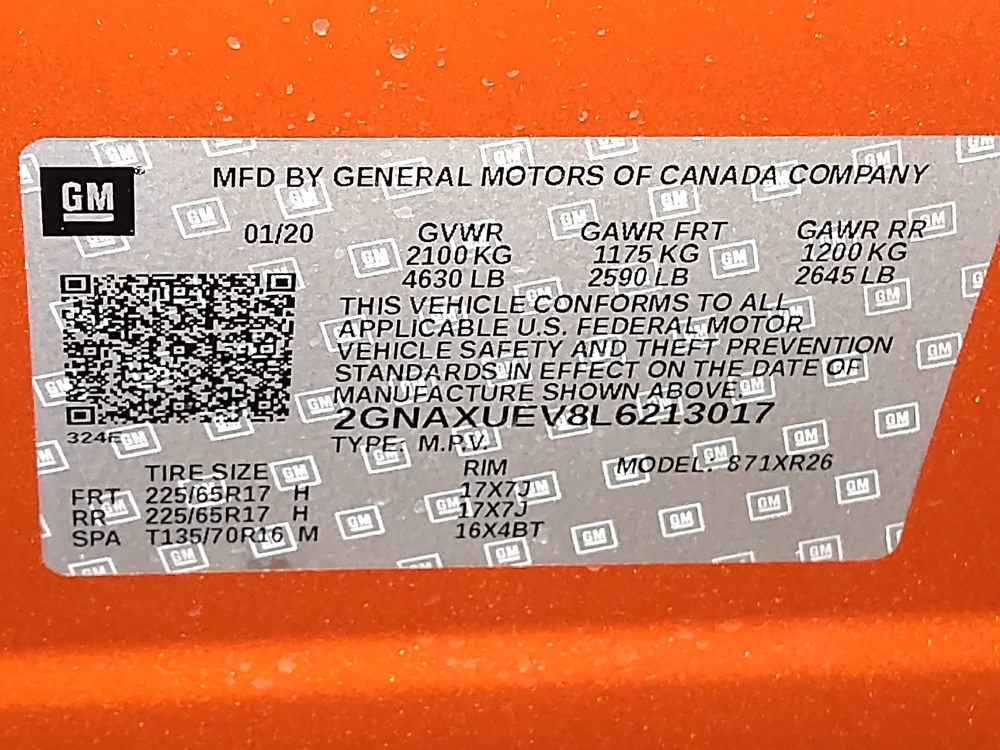 GM
MFD BY GENERAL MOTORS OF CANADA COMPANY
01/20 GVWR GAWR FRT GAWR RR
2100 KG 1175 KG 1200 KG
4630 LB 2590 LB 2645 LB
THIS VEHICLE CONFORMS TO ALL
APPLICABLE U.S. FEDERAL MOTOR
VEHICLE SAFETY AND THEFT PREVENTION
STANDARDS IN EFFECT ON THE DATE OF
MANUFACTURE SHOWN ABOVE.
2GNAXUEV8L6213017
324E
TYPE: M.P.V.
TIRE SIZE RIM MODEL: 871XR26
FRT 225/65R17 H 17X7J
RR 225/65R17 H 17X7J
SPA T135/70R16 M 16X4BT